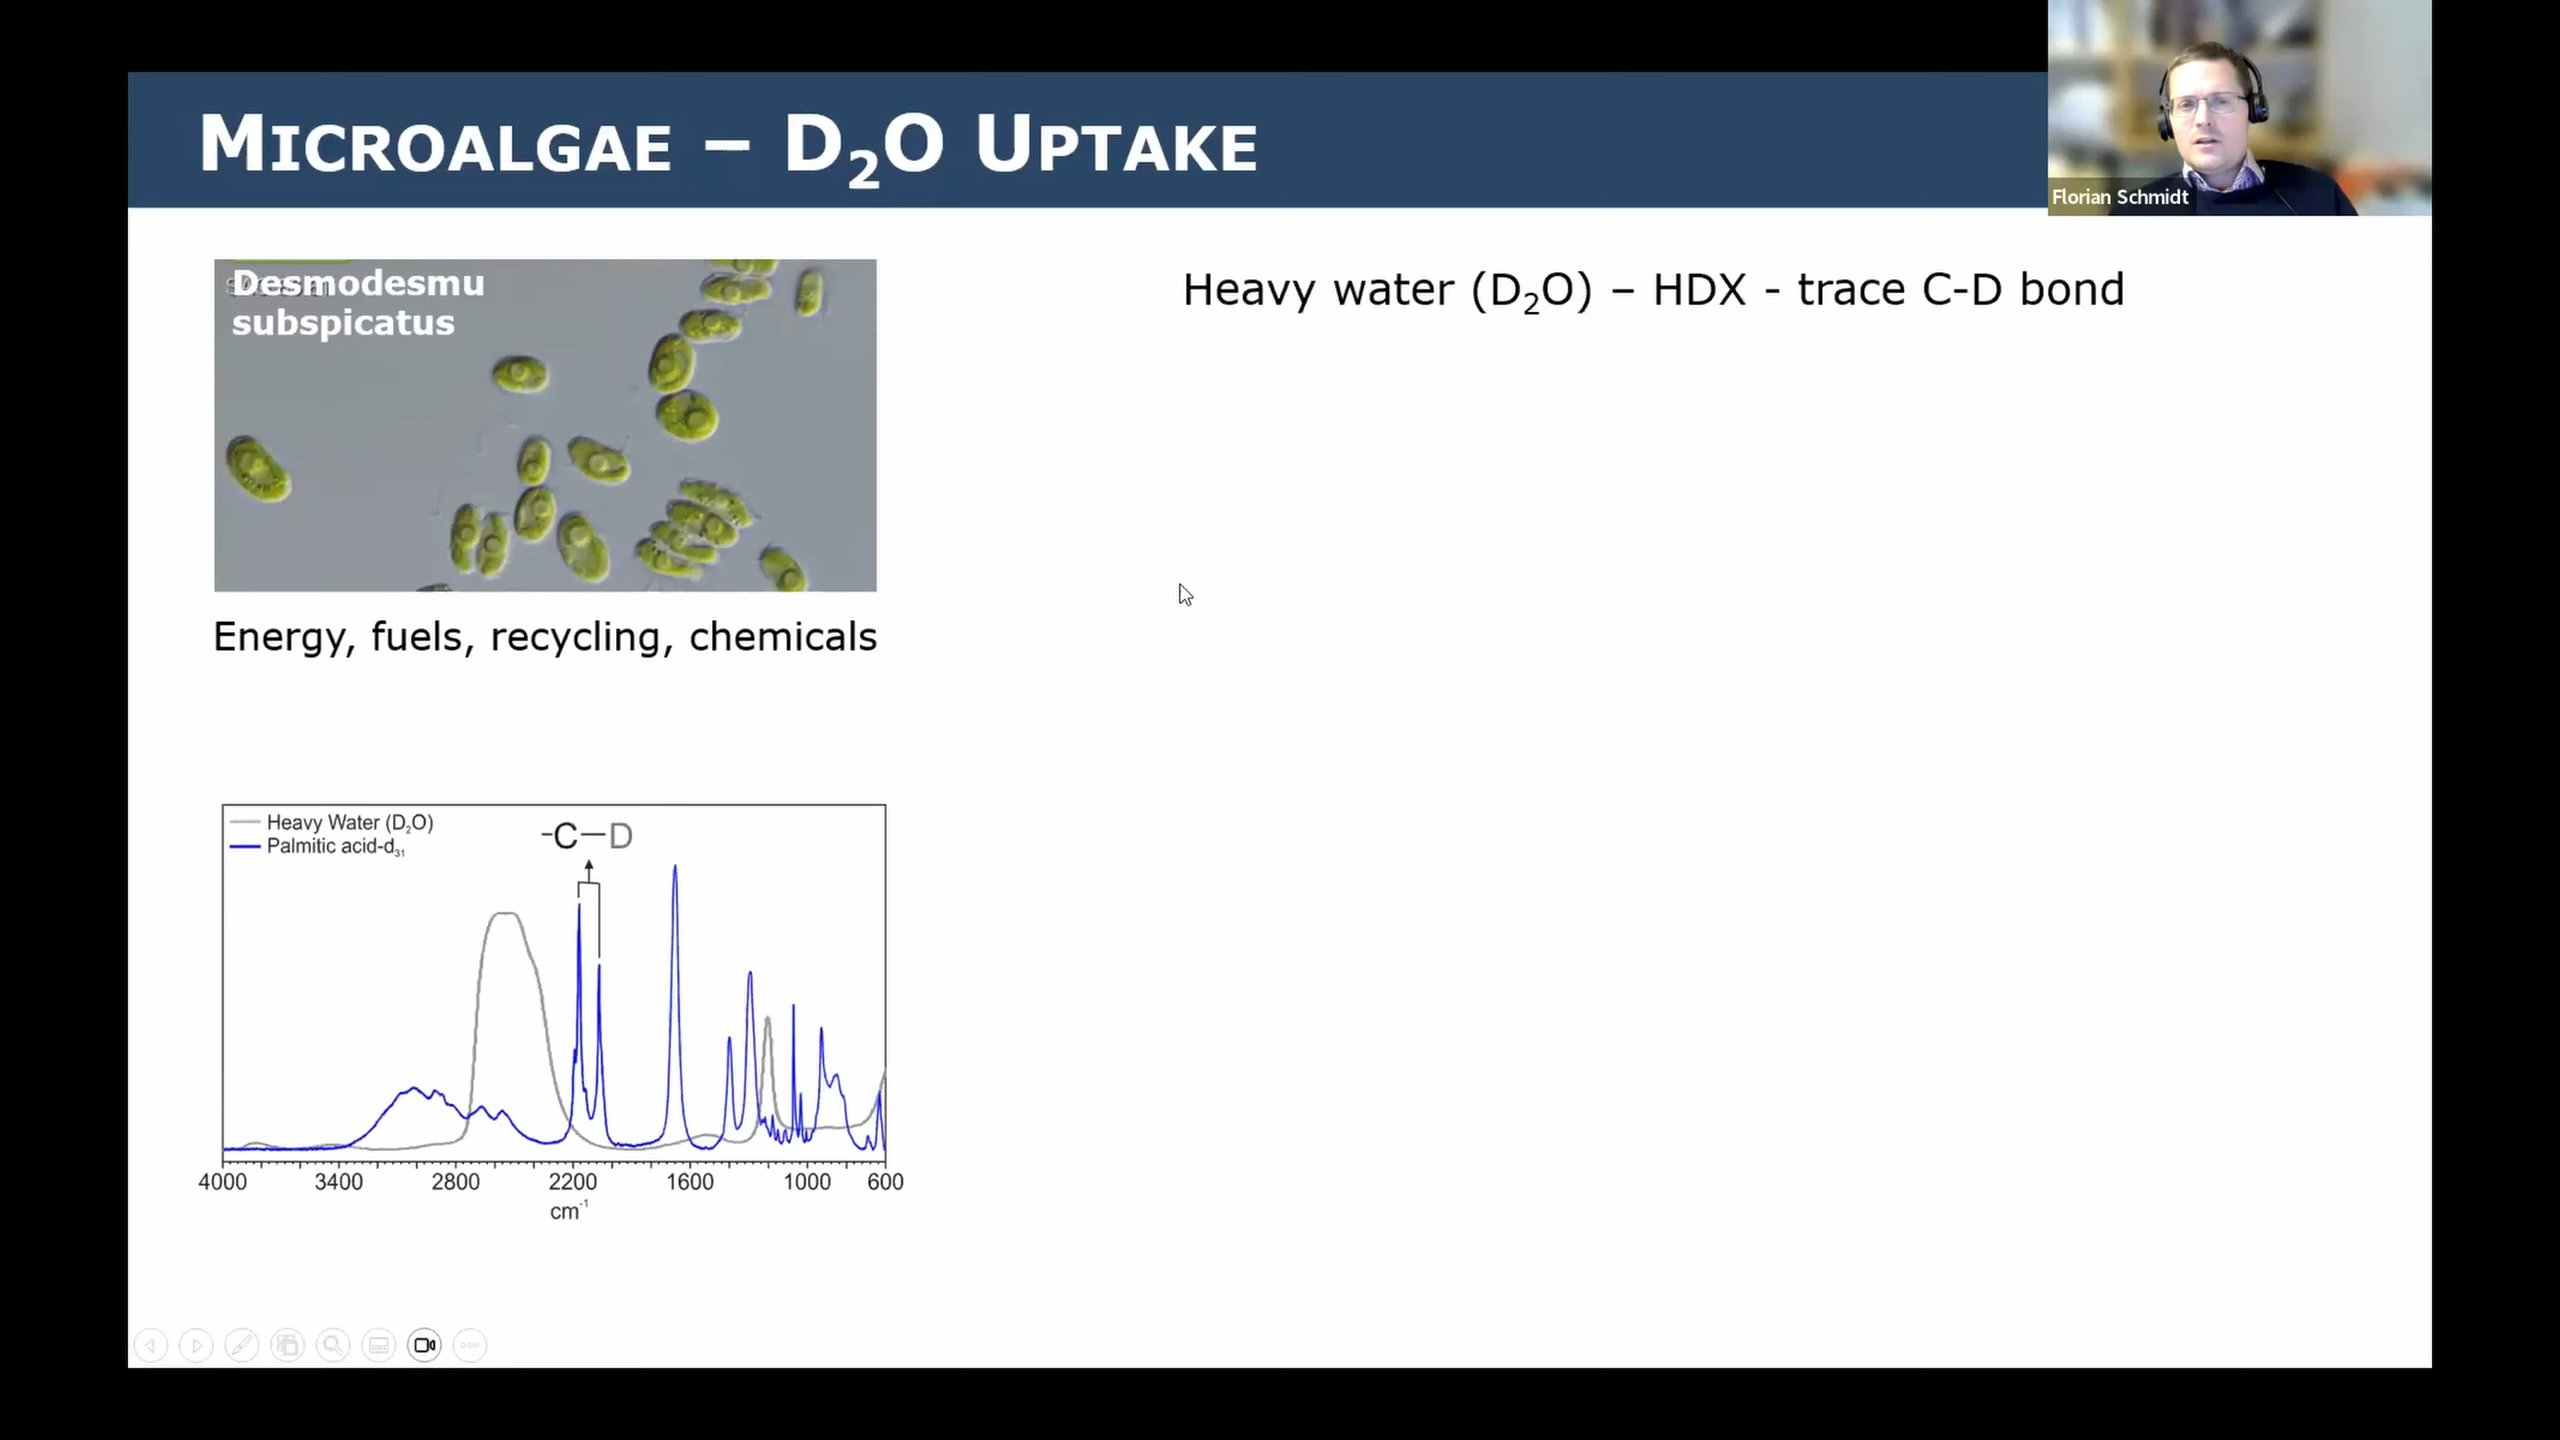 MICROALGAE – D₂O UPTAKE
Florian Schmidt
Desmodesmu
subspicatus
Heavy water (D₂O) – HDX - trace C-D bond
Energy, fuels, recycling, chemicals
Heavy Water (D₂O)
Palmitic acid-d₃₁
-C—D
4000 3400 2800 2200 1600 1000 600
cm⁻¹